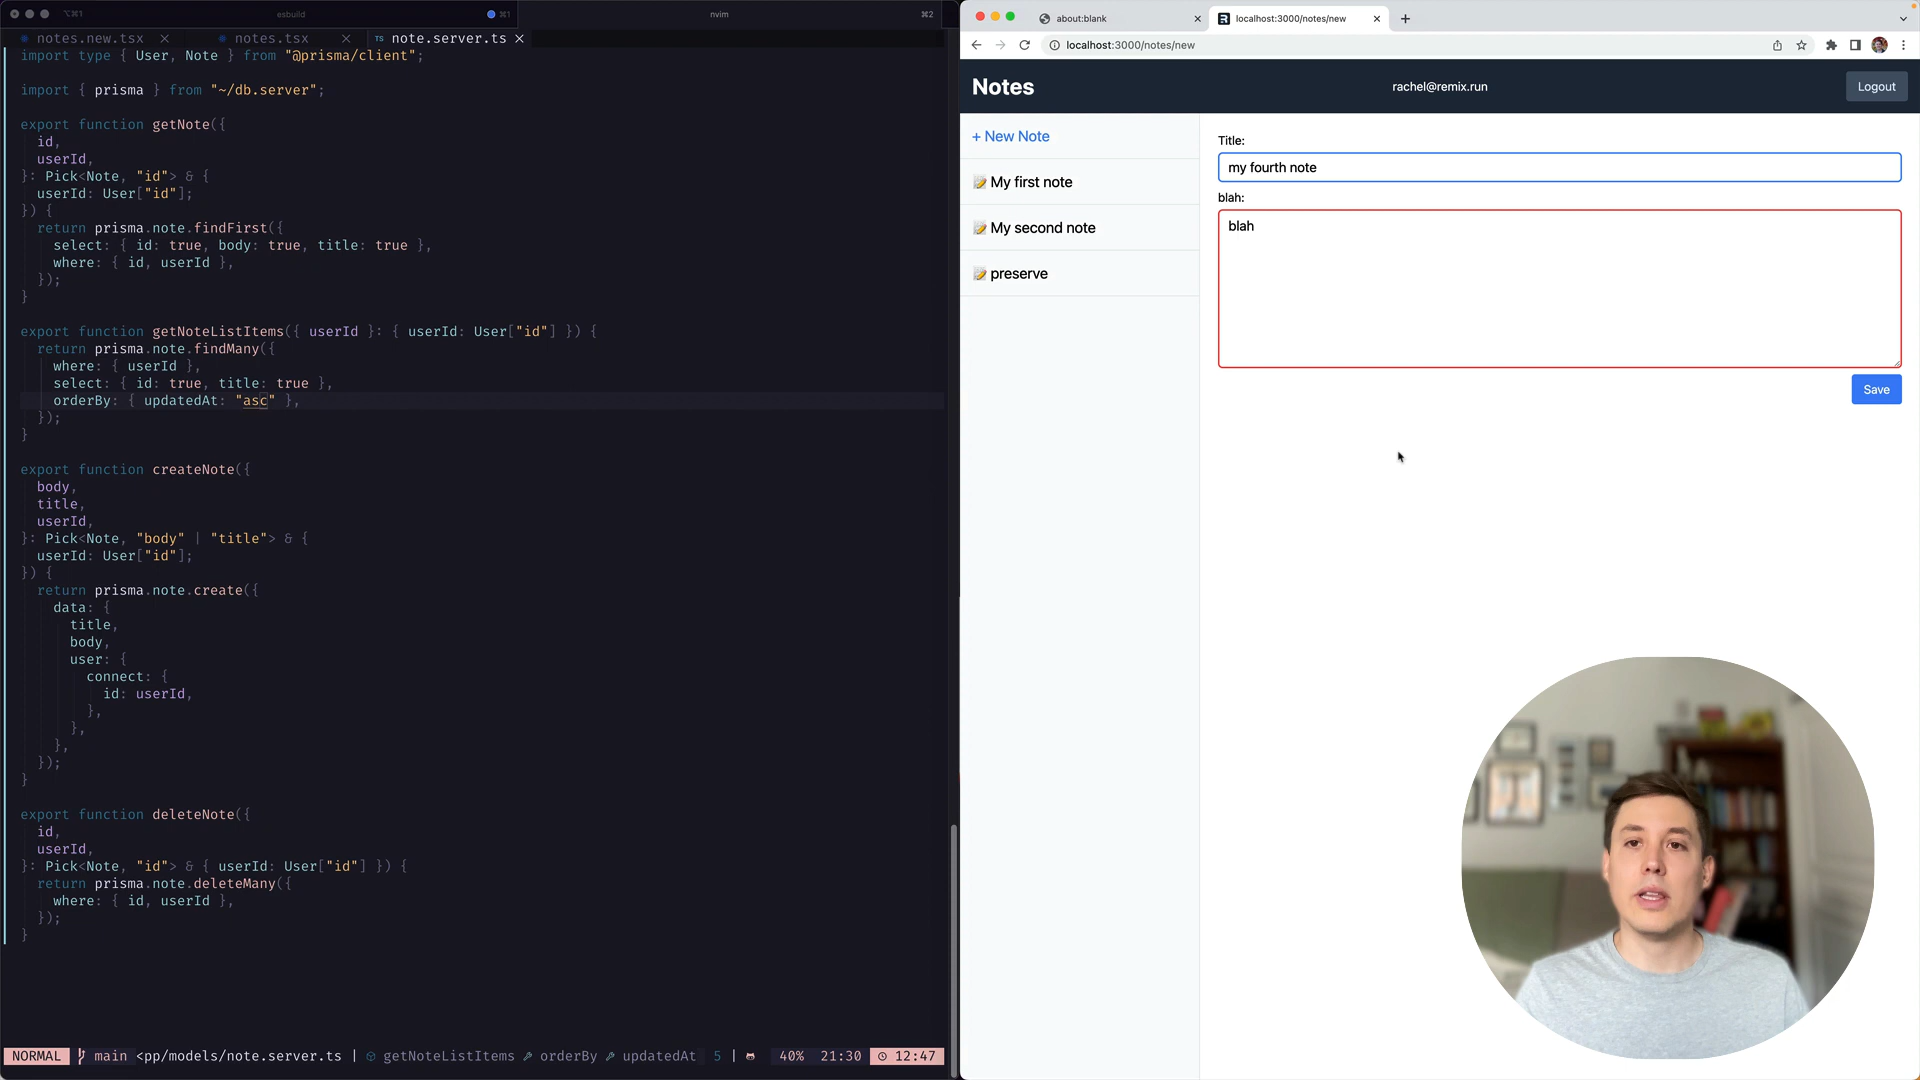 ⌥⌘1 esbuild ⌘1 nvim ⌘2
notes.new.tsx × notes.tsx × TS note.server.ts ×
import type { User, Note } from "@prisma/client";
import { prisma } from "~/db.server";
export function getNote({
id,
userId,
}: Pick<Note, "id"> & {
userId: User["id"];
}) {
return prisma.note.findFirst({
select: { id: true, body: true, title: true },
where: { id, userId },
});
}
export function getNoteListItems({ userId }: { userId: User["id"] }) {
return prisma.note.findMany({
where: { userId },
select: { id: true, title: true },
orderBy: { updatedAt: "asc" },
});
}
export function createNote({
body,
title,
userId,
}: Pick<Note, "body" | "title"> & {
userId: User["id"];
}) {
return prisma.note.create({
data: {
title,
body,
user: {
connect: {
id: userId,
},
},
},
});
}
export function deleteNote({
id,
userId,
}: Pick<Note, "id"> & { userId: User["id"] }) {
return prisma.note.deleteMany({
where: { id, userId },
});
}
NORMAL main <pp/models/note.server.ts | getNoteListItems orderBy updatedAt 5 | 40% 21:30 12:47
about:blank × localhost:3000/notes/new × +
localhost:3000/notes/new
Notes rachel@remix.run Logout
+ New Note
📝 My first note
📝 My second note
📝 preserve
Title:
my fourth note
blah:
blah
Save